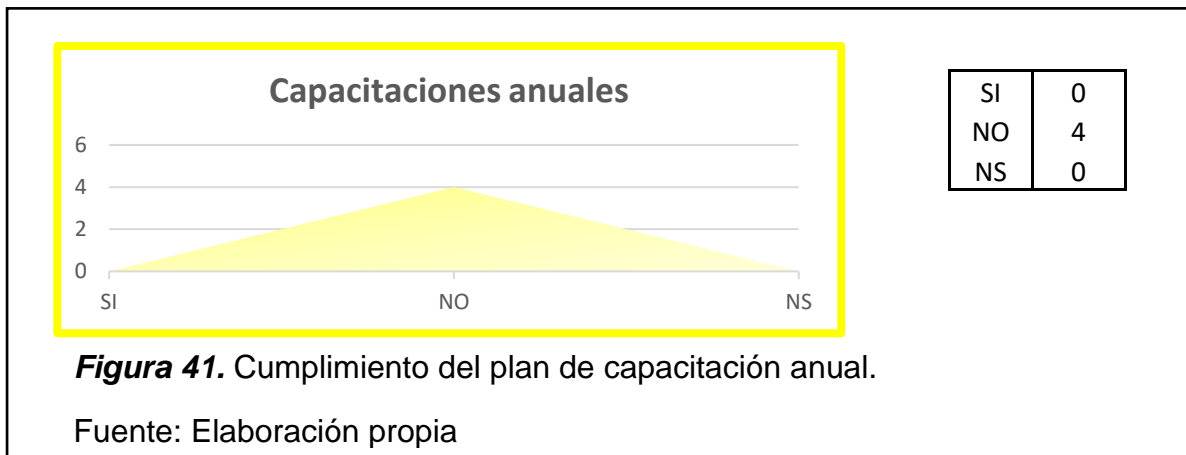 Capacitaciones anuales
6
4
2
0
SI NO NS
SI 0
NO 4
NS 0
Figura 41. Cumplimiento del plan de capacitación anual.
Fuente: Elaboración propia